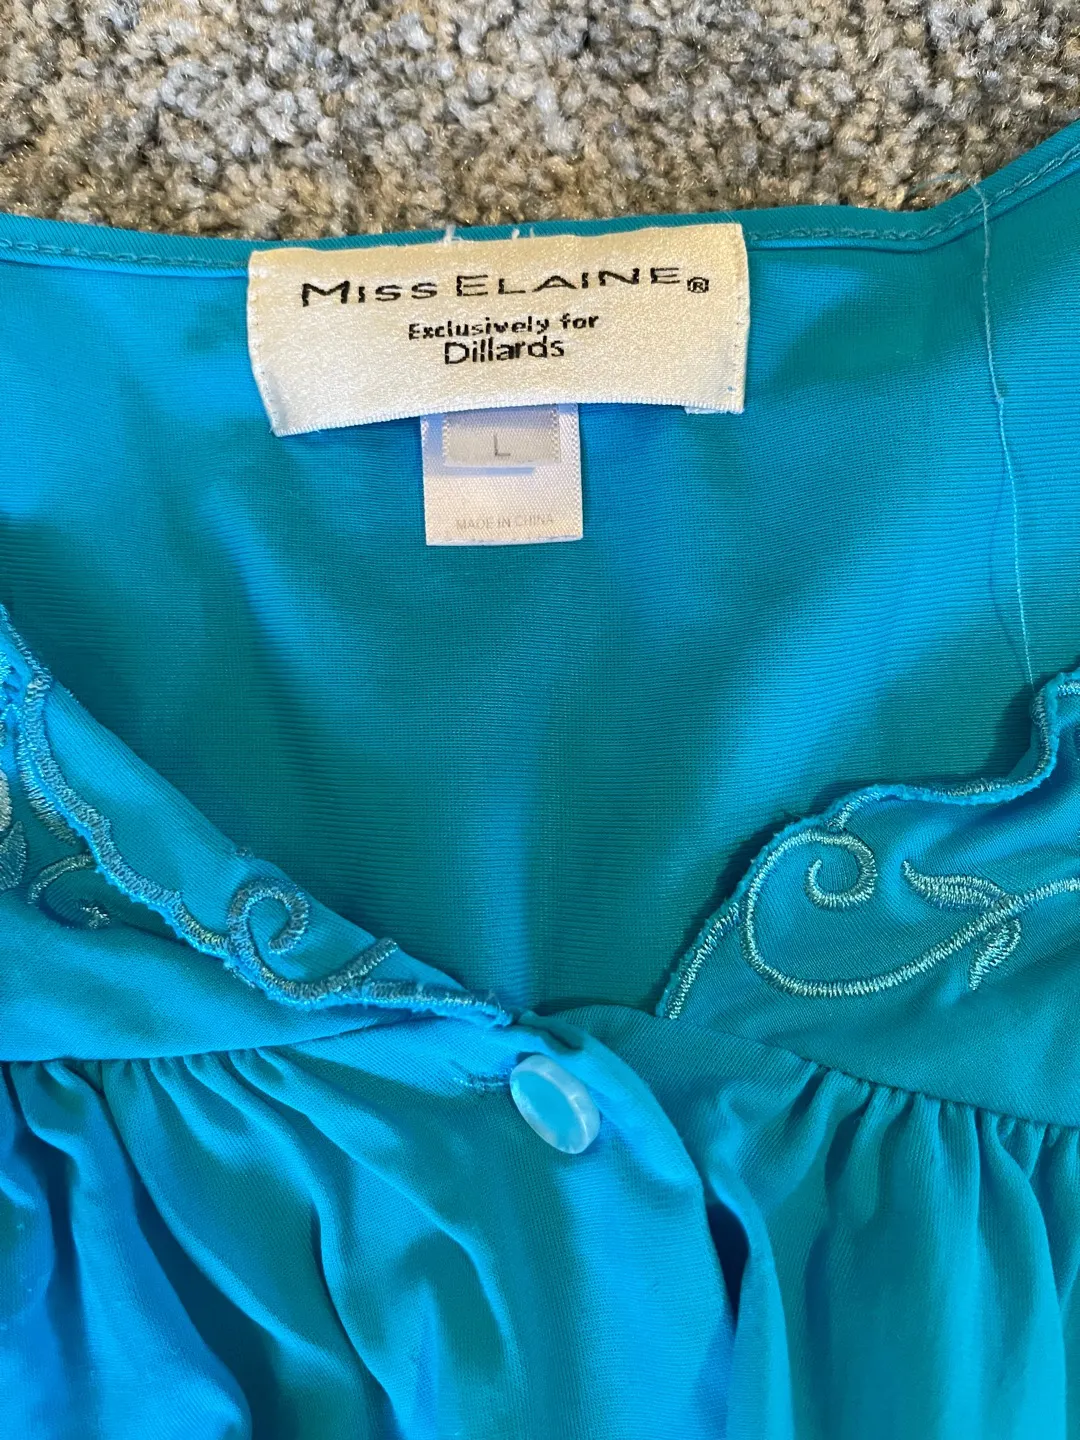 MISS ELAINE®
Exclusively for
Dillards
L
MADE IN CHINA